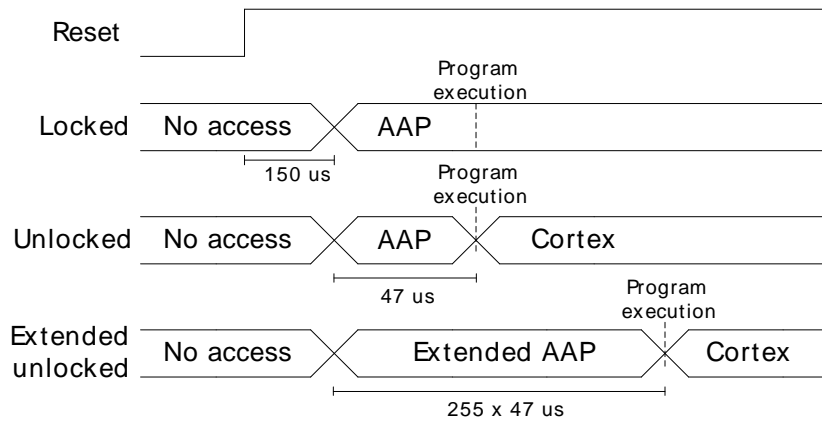 Reset
Program
execution
Locked
No access
AAP
150 us
Program
execution
Unlocked
No access
AAP
Cortex
47 us
Program
execution
Extended
unlocked
No access
Extended AAP
Cortex
255 x 47 us